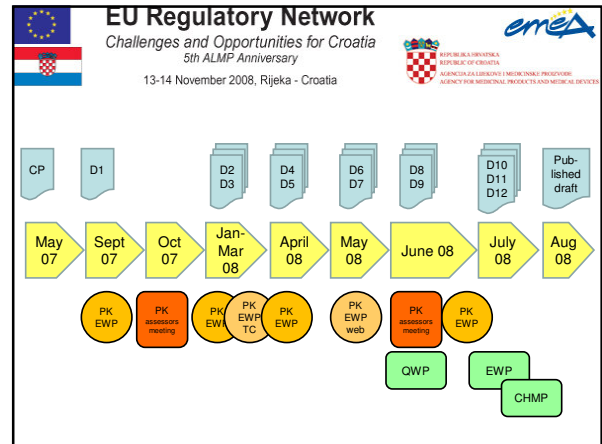 EU Regulatory Network
Challenges and Opportunities for Croatia
5th ALMP Anniversary
13-14 November 2008, Rijeka - Croatia
emeA
REPUBLIKA HRVATSKA
REPUBLIC OF CROATIA
AGENCIJA ZA LIJEKOVE I MEDICINSKE PROIZVODE
AGENCY FOR MEDICINAL PRODUCTS AND MEDICAL DEVICES
CP
D1
D2
D3
D4
D5
D6
D7
D8
D9
D10
D11
D12
Pub-
lished
draft
May
07
Sept
07
Oct
07
Jan-
Mar
08
April
08
May
08
June 08
July
08
Aug
08
PK
EWP
PK
assessors
meeting
PK
EWP
PK
EWP
TC
PK
EWP
PK
EWP
web
PK
assessors
meeting
PK
EWP
QWP
EWP
CHMP